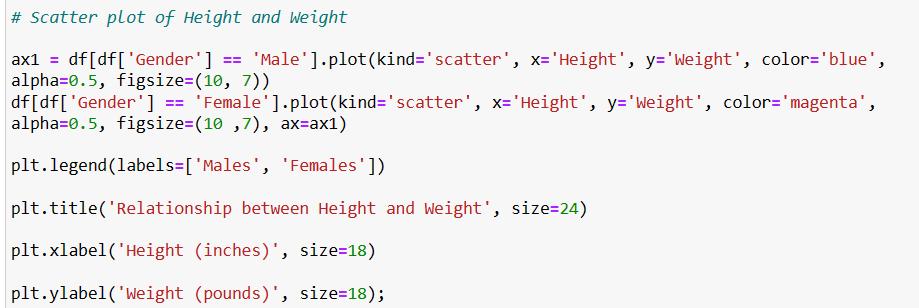 # Scatter plot of Height and Weight
ax1 = df[df['Gender'] == 'Male'].plot(kind='scatter', x='Height', y='Weight', color='blue',
alpha=0.5, figsize=(10, 7))
df[df['Gender'] == 'Female'].plot(kind='scatter', x='Height', y='Weight', color='magenta',
alpha=0.5, figsize=(10 ,7), ax=ax1)
plt.legend(labels=['Males', 'Females'])
plt.title('Relationship between Height and Weight', size=24)
plt.xlabel('Height (inches)', size=18)
plt.ylabel('Weight (pounds)', size=18);